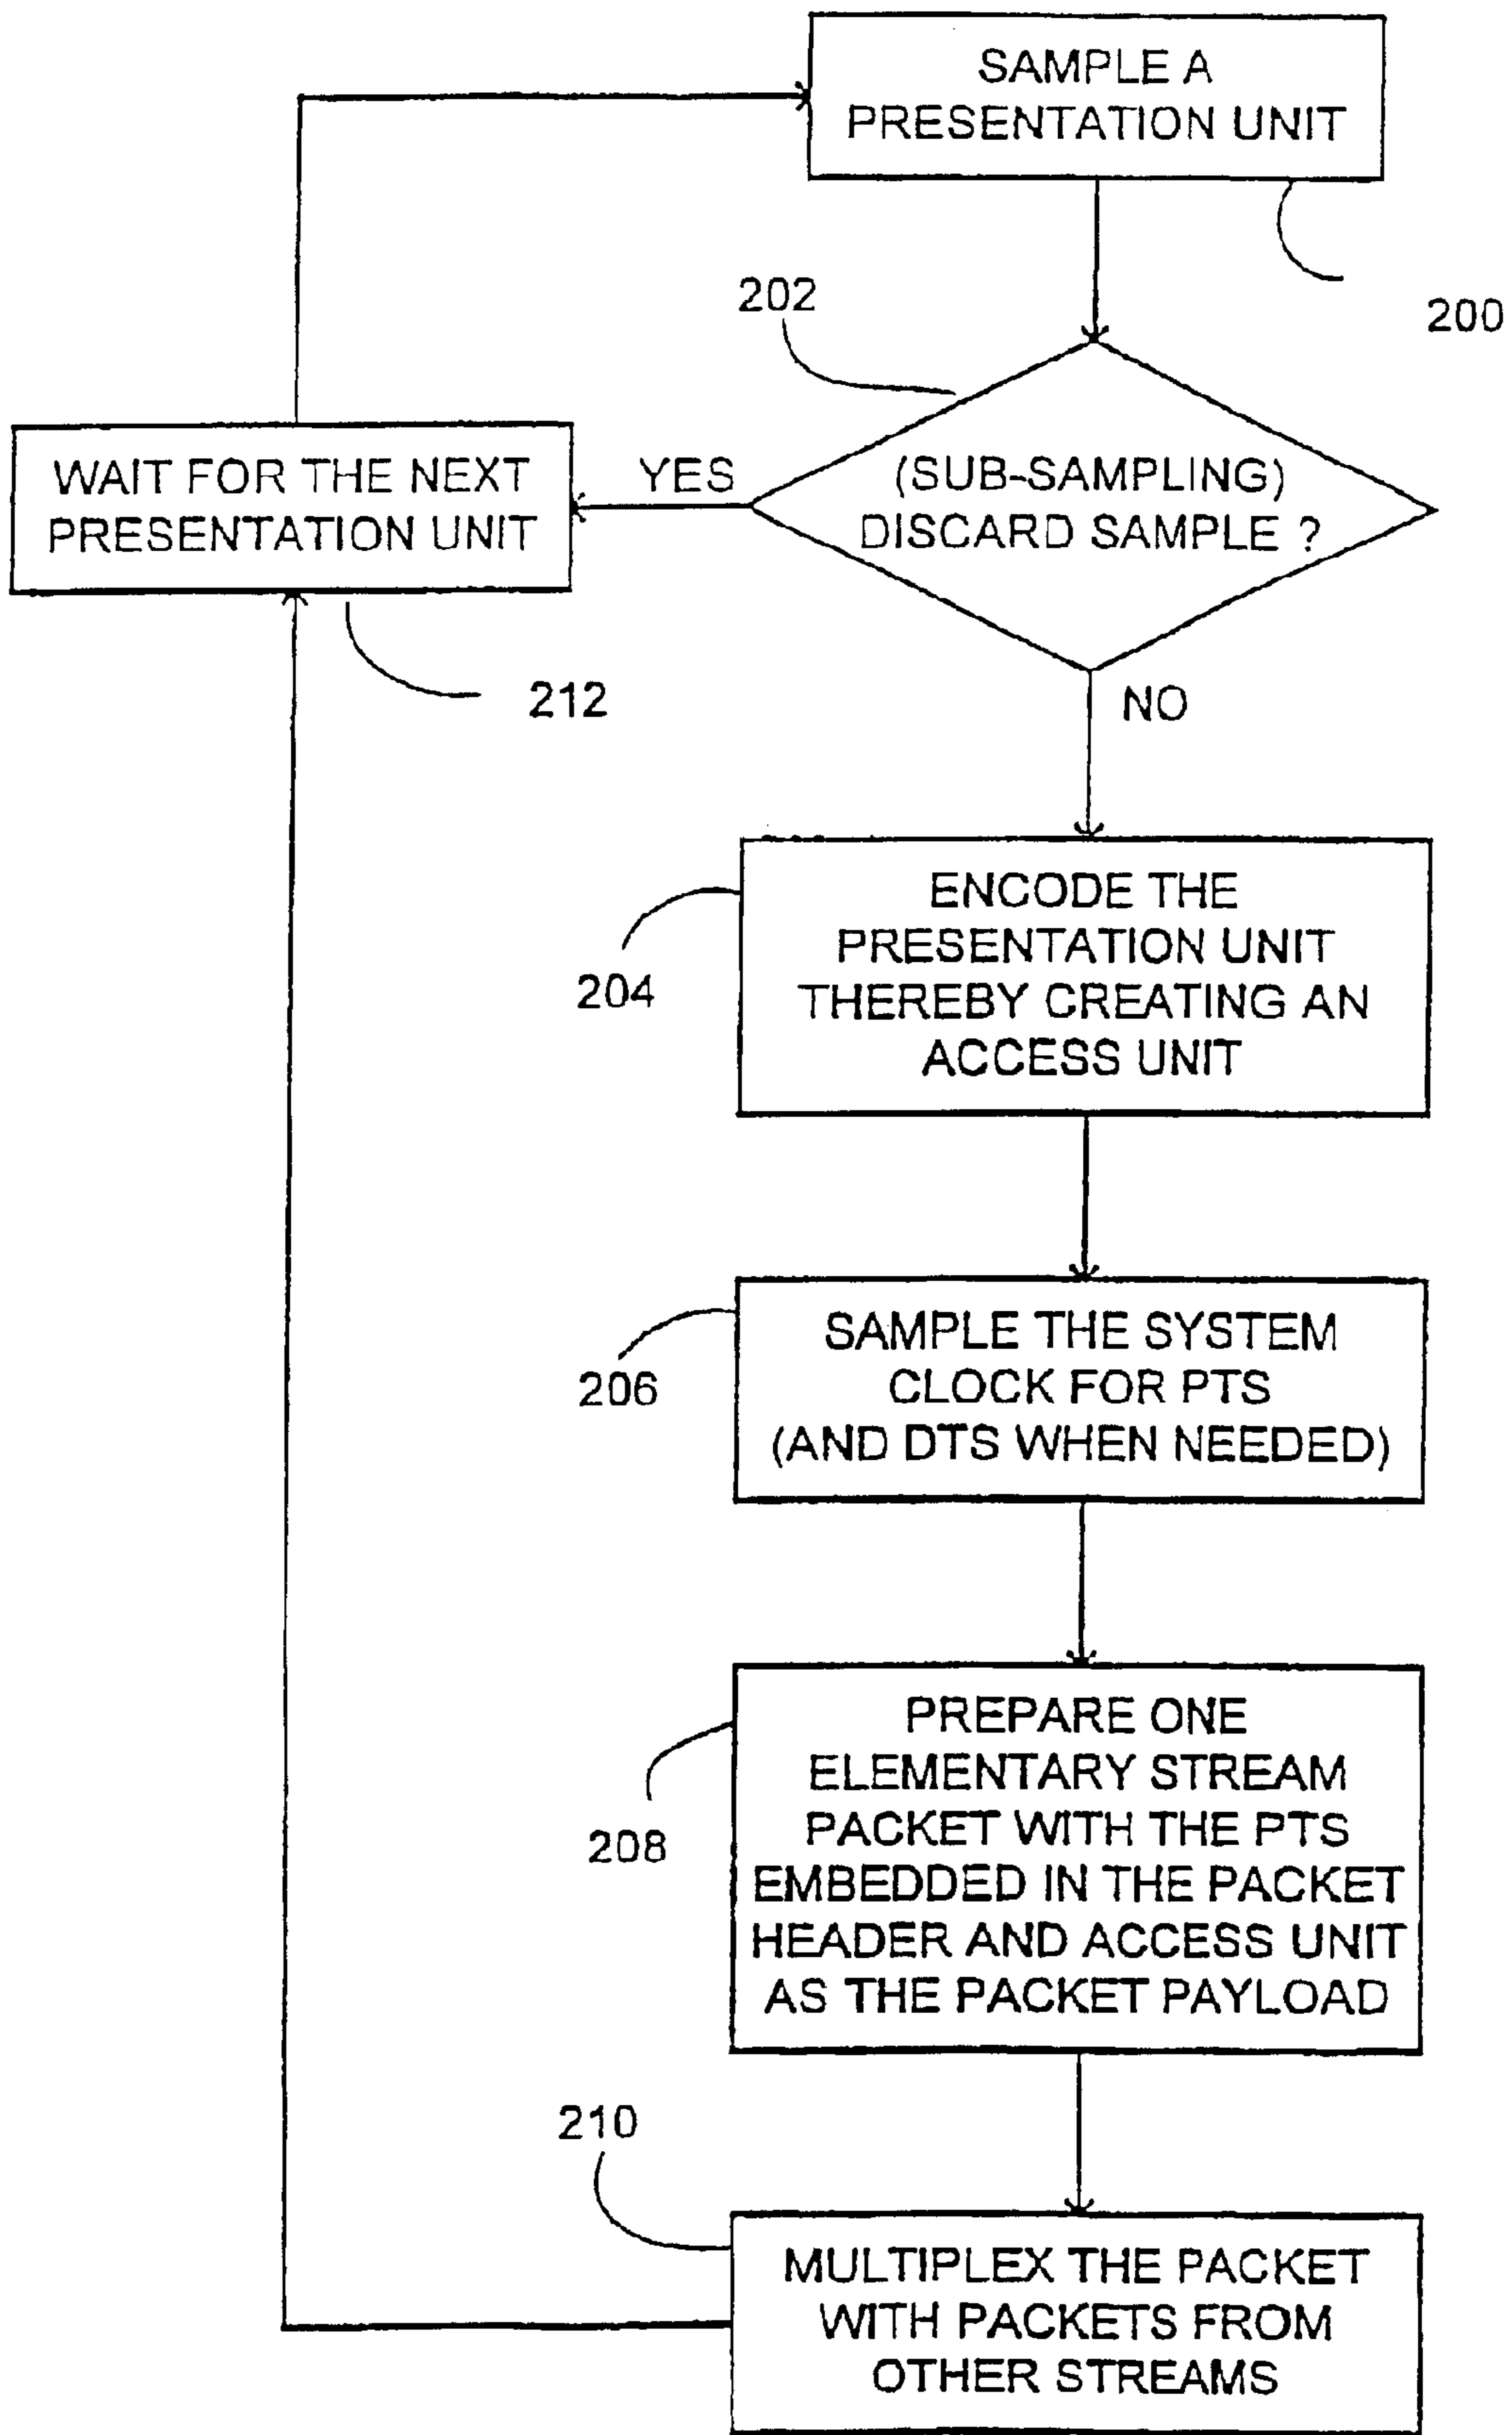 SAMPLE A
PRESENTATION UNIT
200
202
(SUB-SAMPLING)
DISCARD SAMPLE ?
YES
WAIT FOR THE NEXT
PRESENTATION UNIT
212
NO
ENCODE THE
PRESENTATION UNIT
THEREBY CREATING AN
ACCESS UNIT
204
SAMPLE THE SYSTEM
CLOCK FOR PTS
(AND DTS WHEN NEEDED)
206
PREPARE ONE
ELEMENTARY STREAM
PACKET WITH THE PTS
EMBEDDED IN THE PACKET
HEADER AND ACCESS UNIT
AS THE PACKET PAYLOAD
208
210
MULTIPLEX THE PACKET
WITH PACKETS FROM
OTHER STREAMS